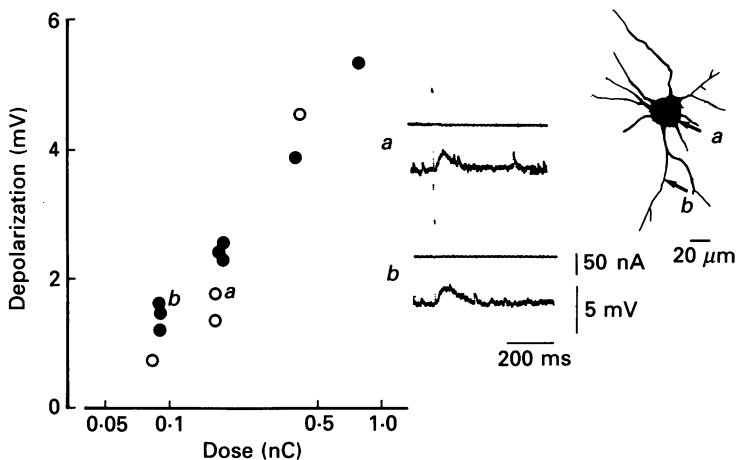 6
Depolarization (mV)
4
2
0
0.05
0.1
0.5
1.0
Dose (nC)
b
a
a
b
50 nA
5 mV
200 ms
a
b
20 μm